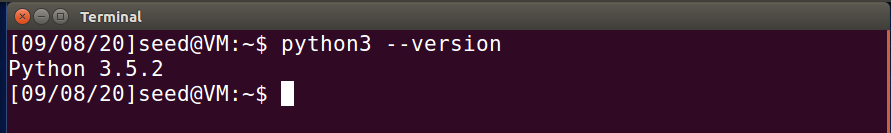 Terminal
[09/08/20]seed@VM:~$ python3 --version
Python 3.5.2
[09/08/20]seed@VM:~$